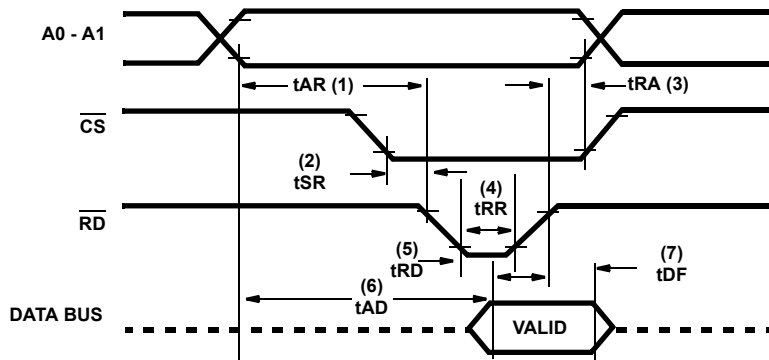 A0 - A1
tAR (1)
tRA (3)
CS
(2)
tSR
(4)
tRR
RD
(5)
tRD
(7)
tDF
(6)
tAD
DATA BUS
VALID